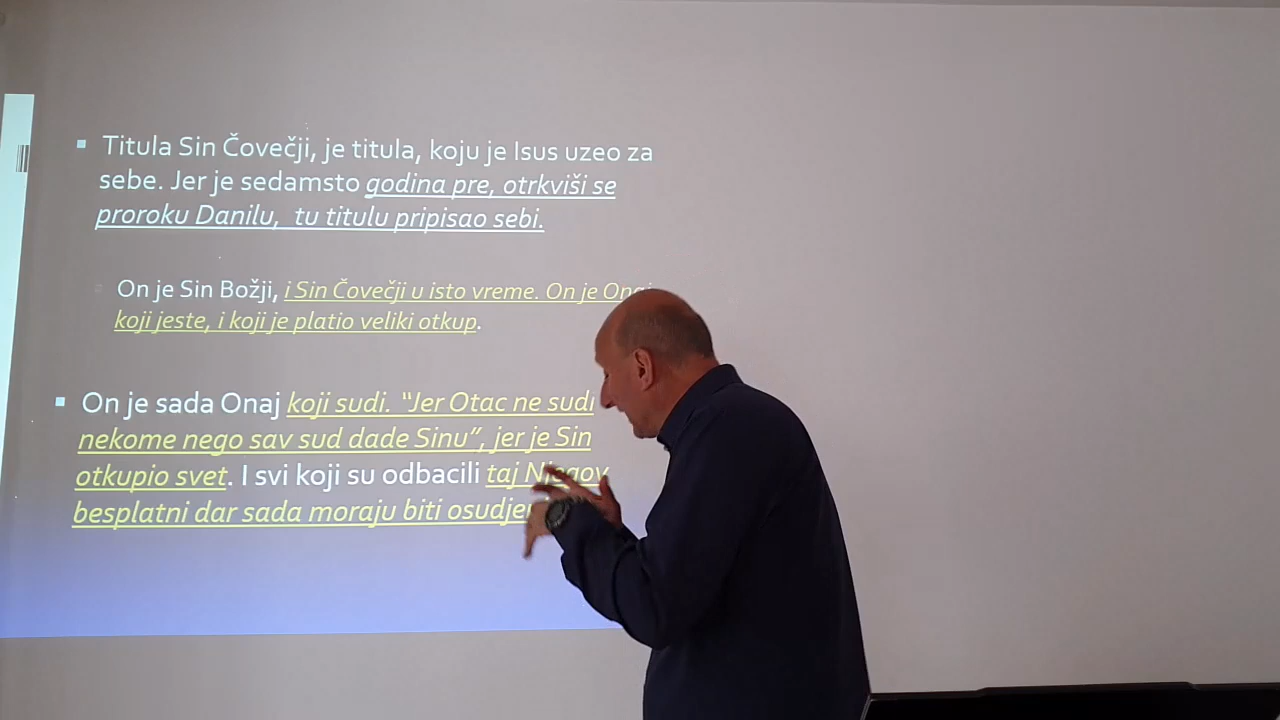 Titula Sin Čovečji, je titula, koju je Isus uzeo za
sebe. Jer je sedamsto godina pre, otrkviši se
proroku Danilu, tu titulu pripisao sebi.
On je Sin Božji, i Sin Čovečji u isto vreme. On je Onaj
koji jeste, i koji je platio veliki otkup.
On je sada Onaj koji sudi. “Jer Otac ne sudi
nekome nego sav sud dade Sinu”, jer je Sin
otkupio svet. I svi koji su odbacili taj Njegov
besplatni dar sada moraju biti